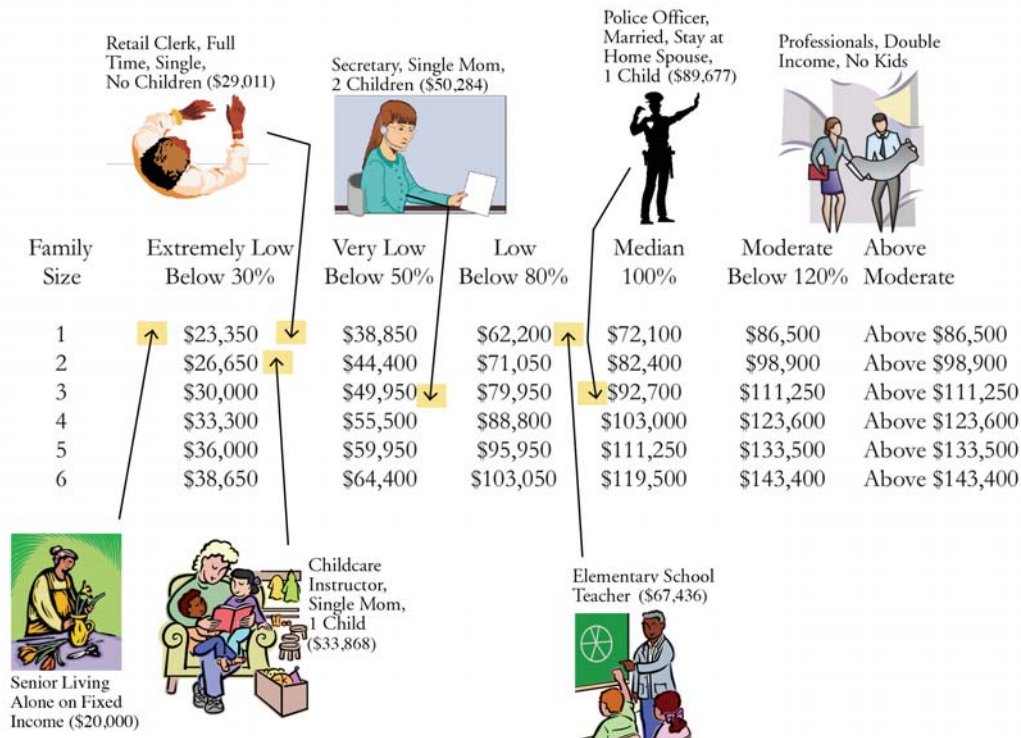 Retail Clerk, Full
Time, Single,
No Children ($29,011)
Secretary, Single Mom,
2 Children ($50,284)
Police Officer,
Married, Stay at
Home Spouse,
1 Child ($89,677)
Professionals, Double
Income, No Kids
Family Size
Extremely Low Below 30%
Very Low Below 50%
Low Below 80%
Median 100%
Moderate Below 120%
Above Moderate
1 $23,350 $38,850 $62,200 $72,100 $86,500 Above $86,500
2 $26,650 $44,400 $71,050 $82,400 $98,900 Above $98,900
3 $30,000 $49,950 $79,950 $92,700 $111,250 Above $111,250
4 $33,300 $55,500 $88,800 $103,000 $123,600 Above $123,600
5 $36,000 $59,950 $95,950 $111,250 $133,500 Above $133,500
6 $38,650 $64,400 $103,050 $119,500 $143,400 Above $143,400
Senior Living
Alone on Fixed
Income ($20,000)
Childcare
Instructor,
Single Mom,
1 Child
($33,868)
Elementary School
Teacher ($67,436)